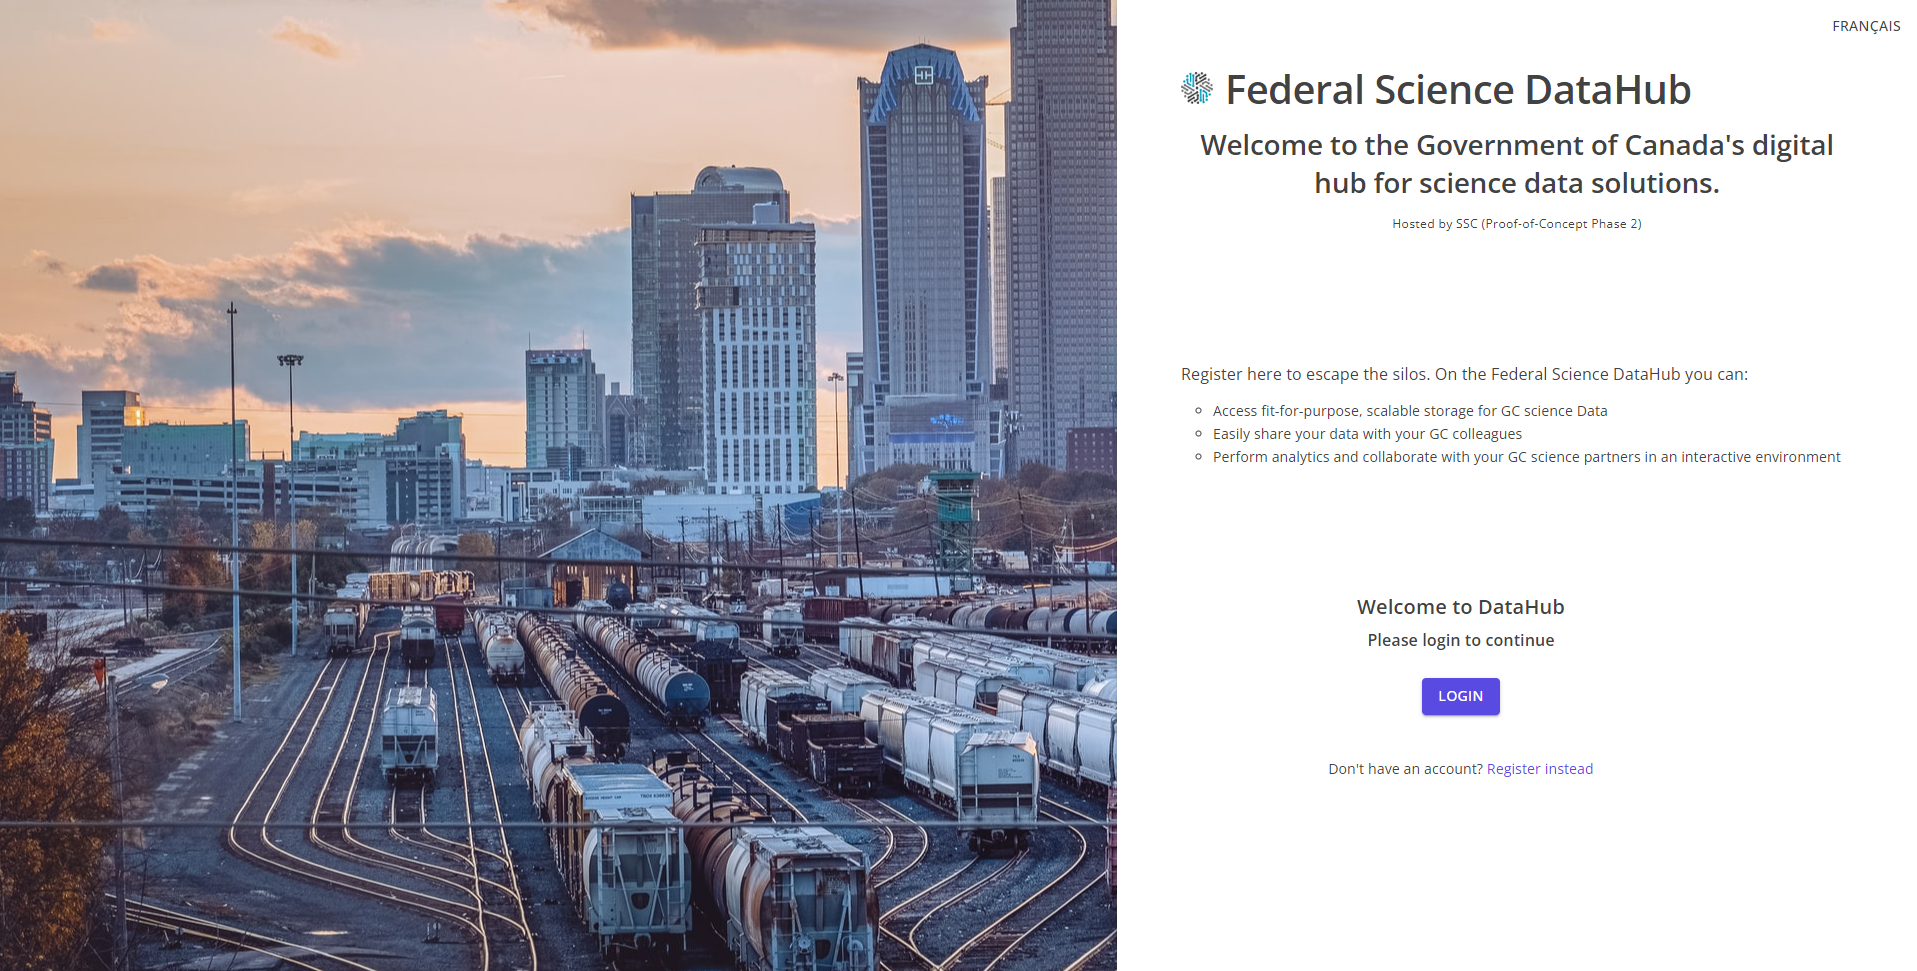 FRANÇAIS
Federal Science DataHub
Welcome to the Government of Canada's digital
hub for science data solutions.
Hosted by SSC (Proof-of-Concept Phase 2)
Register here to escape the silos. On the Federal Science DataHub you can:
Access fit-for-purpose, scalable storage for GC science Data
Easily share your data with your GC colleagues
Perform analytics and collaborate with your GC science partners in an interactive environment
Welcome to DataHub
Please login to continue
LOGIN
Don't have an account? Register instead